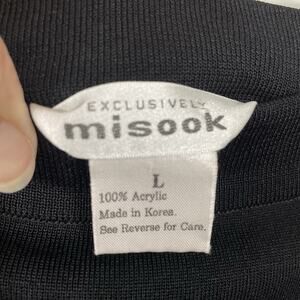 EXCLUSIVELY
misook
L
100% Acrylic
Made in Korea.
See Reverse for Care.